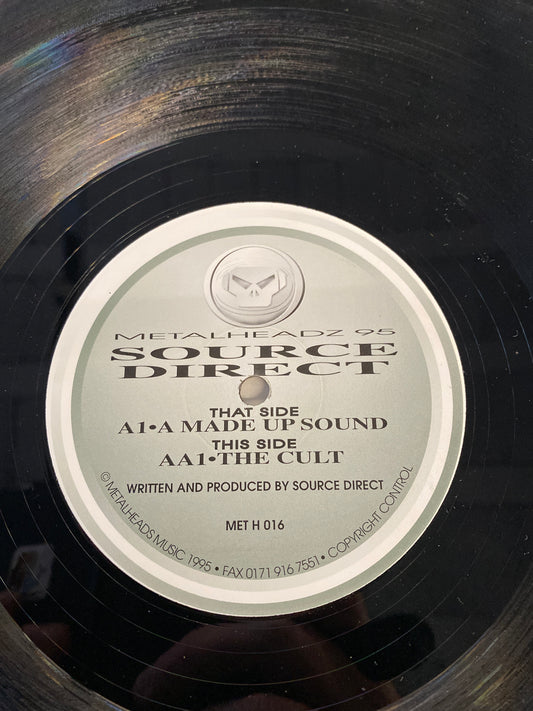 METALHEADZ 95
SOURCE
DIRECT
THAT SIDE
A1•A MADE UP SOUND
THIS SIDE
AA1•THE CULT
WRITTEN AND PRODUCED BY SOURCE DIRECT
MET H 016
© METALHEADS MUSIC 1995 • FAX 0171 916 7551 • COPYRIGHT CONTROL